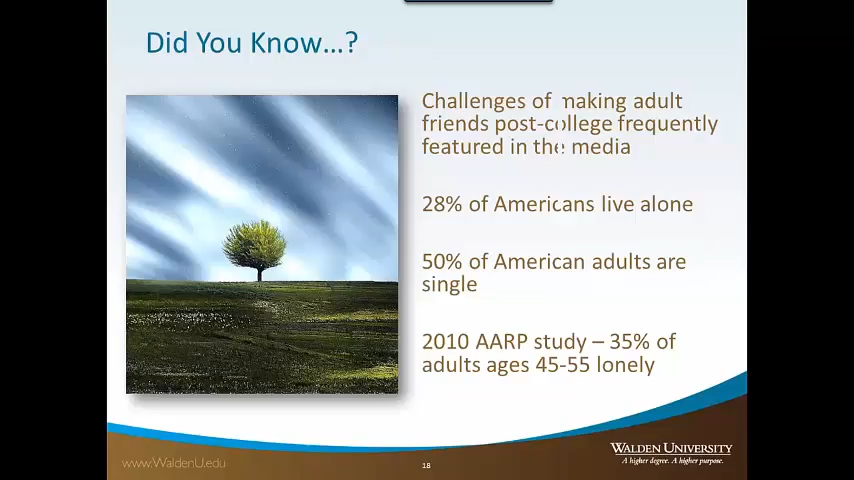 Did You Know...?
Challenges of making adult
friends post-college frequently
featured in the media
28% of Americans live alone
50% of American adults are
single
2010 AARP study – 35% of
adults ages 45-55 lonely
www.WaldenU.edu
18
WALDEN UNIVERSITY
A higher degree. A higher purpose.